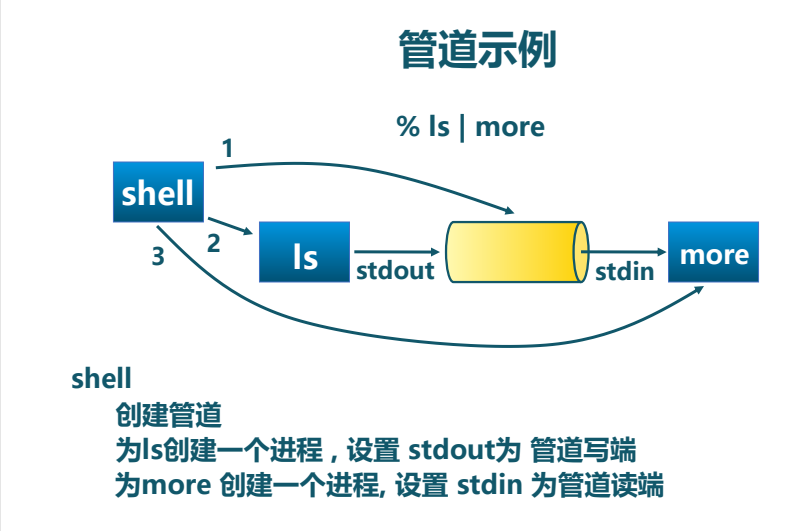 管道示例
% ls | more
1
shell
2
3
ls
stdout
stdin
more
shell
创建管道
为ls创建一个进程 , 设置 stdout为 管道写端
为more 创建一个进程, 设置 stdin 为管道读端